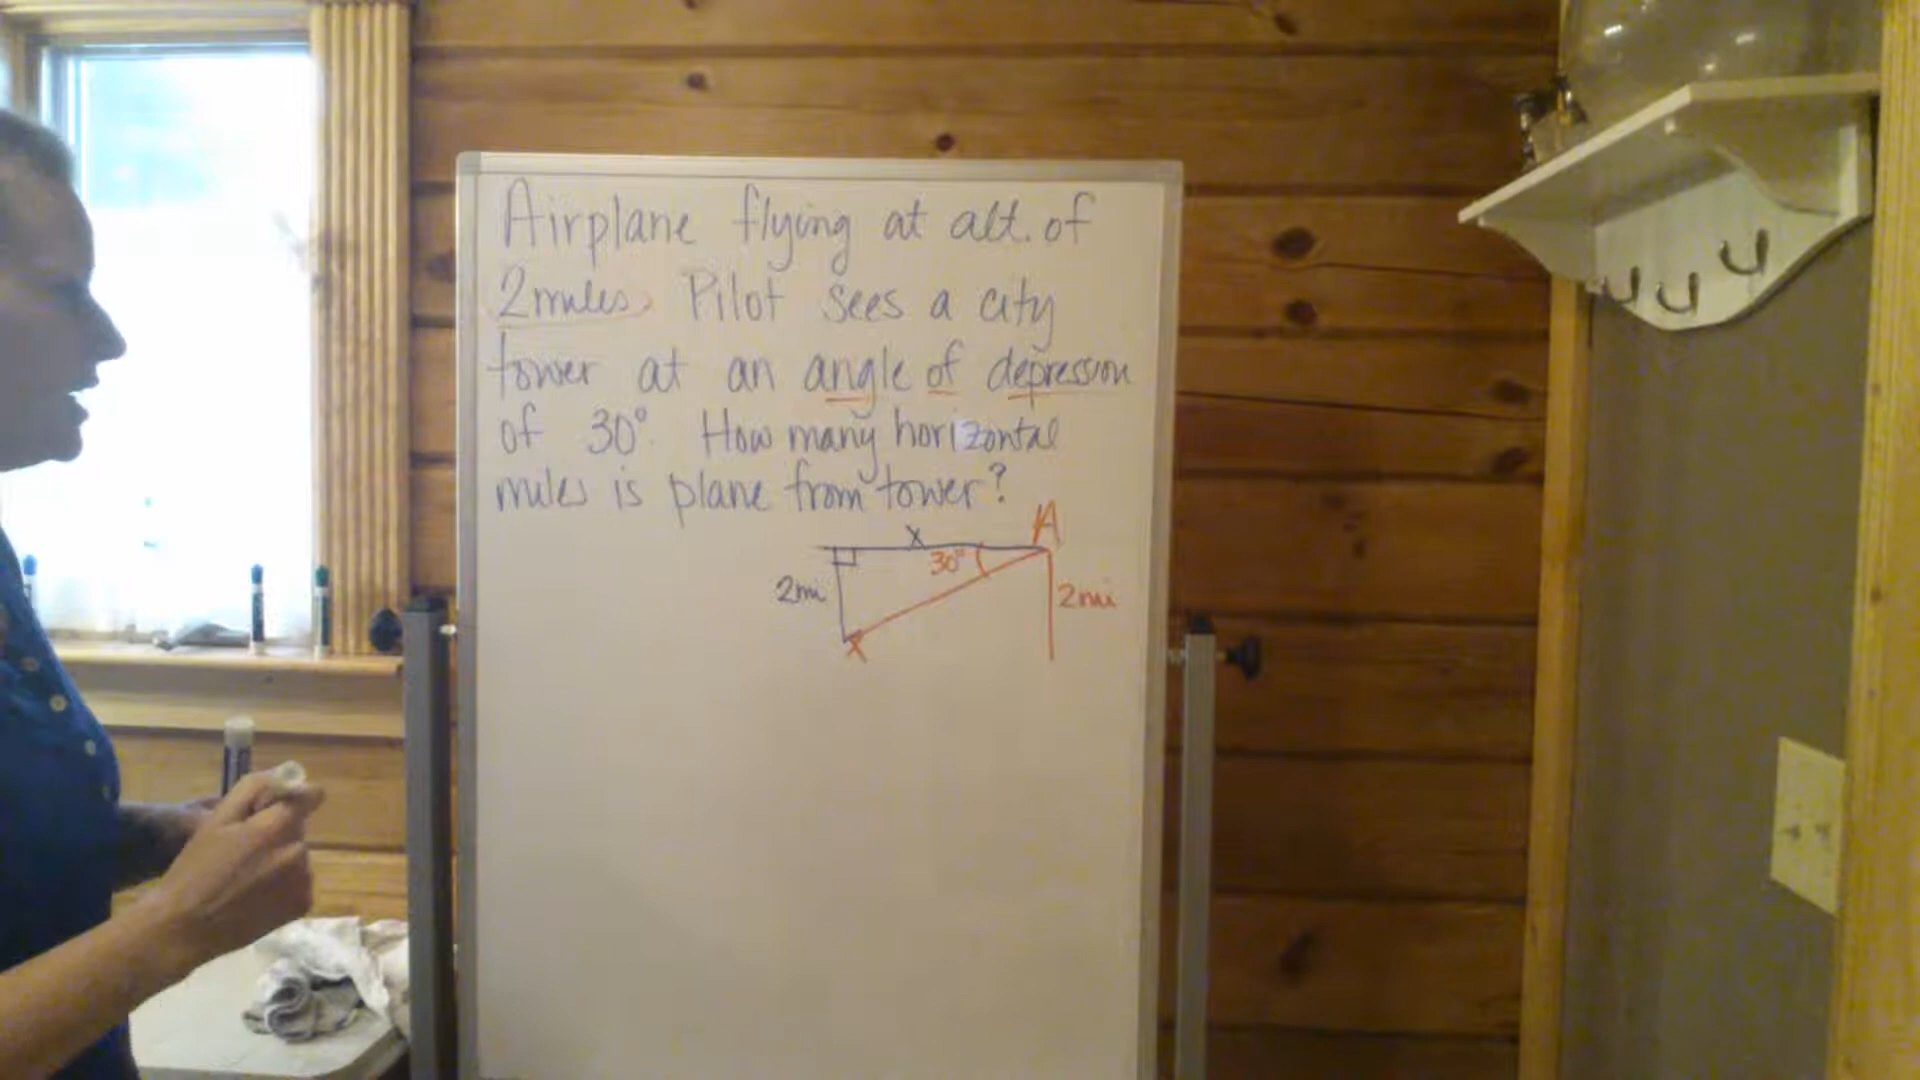 Airplane flying at alt. of
2 miles. Pilot sees a city
tower at an angle of depression
of 30°. How many horizontal
miles is plane from tower?
A
x
30°
2mi
2mi
x